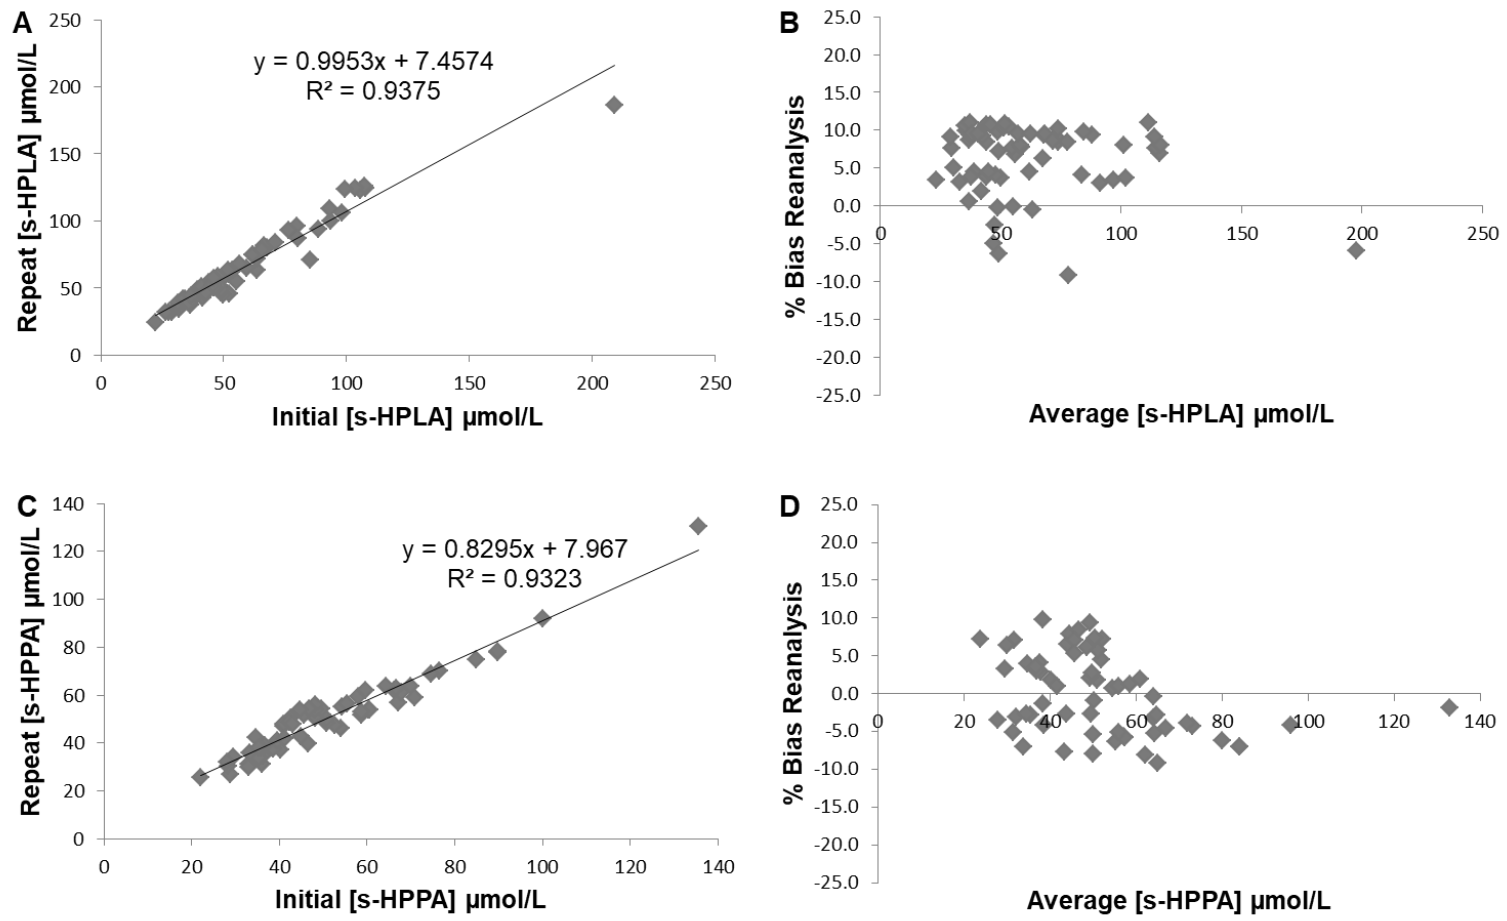 A
250
200
150
100
50
0
0 50 100 150 200 250
Repeat [s-HPLA] µmol/L
y = 0.9953x + 7.4574
R² = 0.9375
Initial [s-HPLA] µmol/L
B
25.0
20.0
15.0
10.0
5.0
0.0
-5.0
-10.0
-15.0
-20.0
-25.0
0 50 100 150 200 250
% Bias Reanalysis
Average [s-HPLA] µmol/L
C
140
120
100
80
60
40
20
0
0 20 40 60 80 100 120 140
Repeat [s-HPPA] µmol/L
y = 0.8295x + 7.967
R² = 0.9323
Initial [s-HPPA] µmol/L
D
25.0
20.0
15.0
10.0
5.0
0.0
-5.0
-10.0
-15.0
-20.0
-25.0
0 20 40 60 80 100 120 140
% Bias Reanalysis
Average [s-HPPA] µmol/L